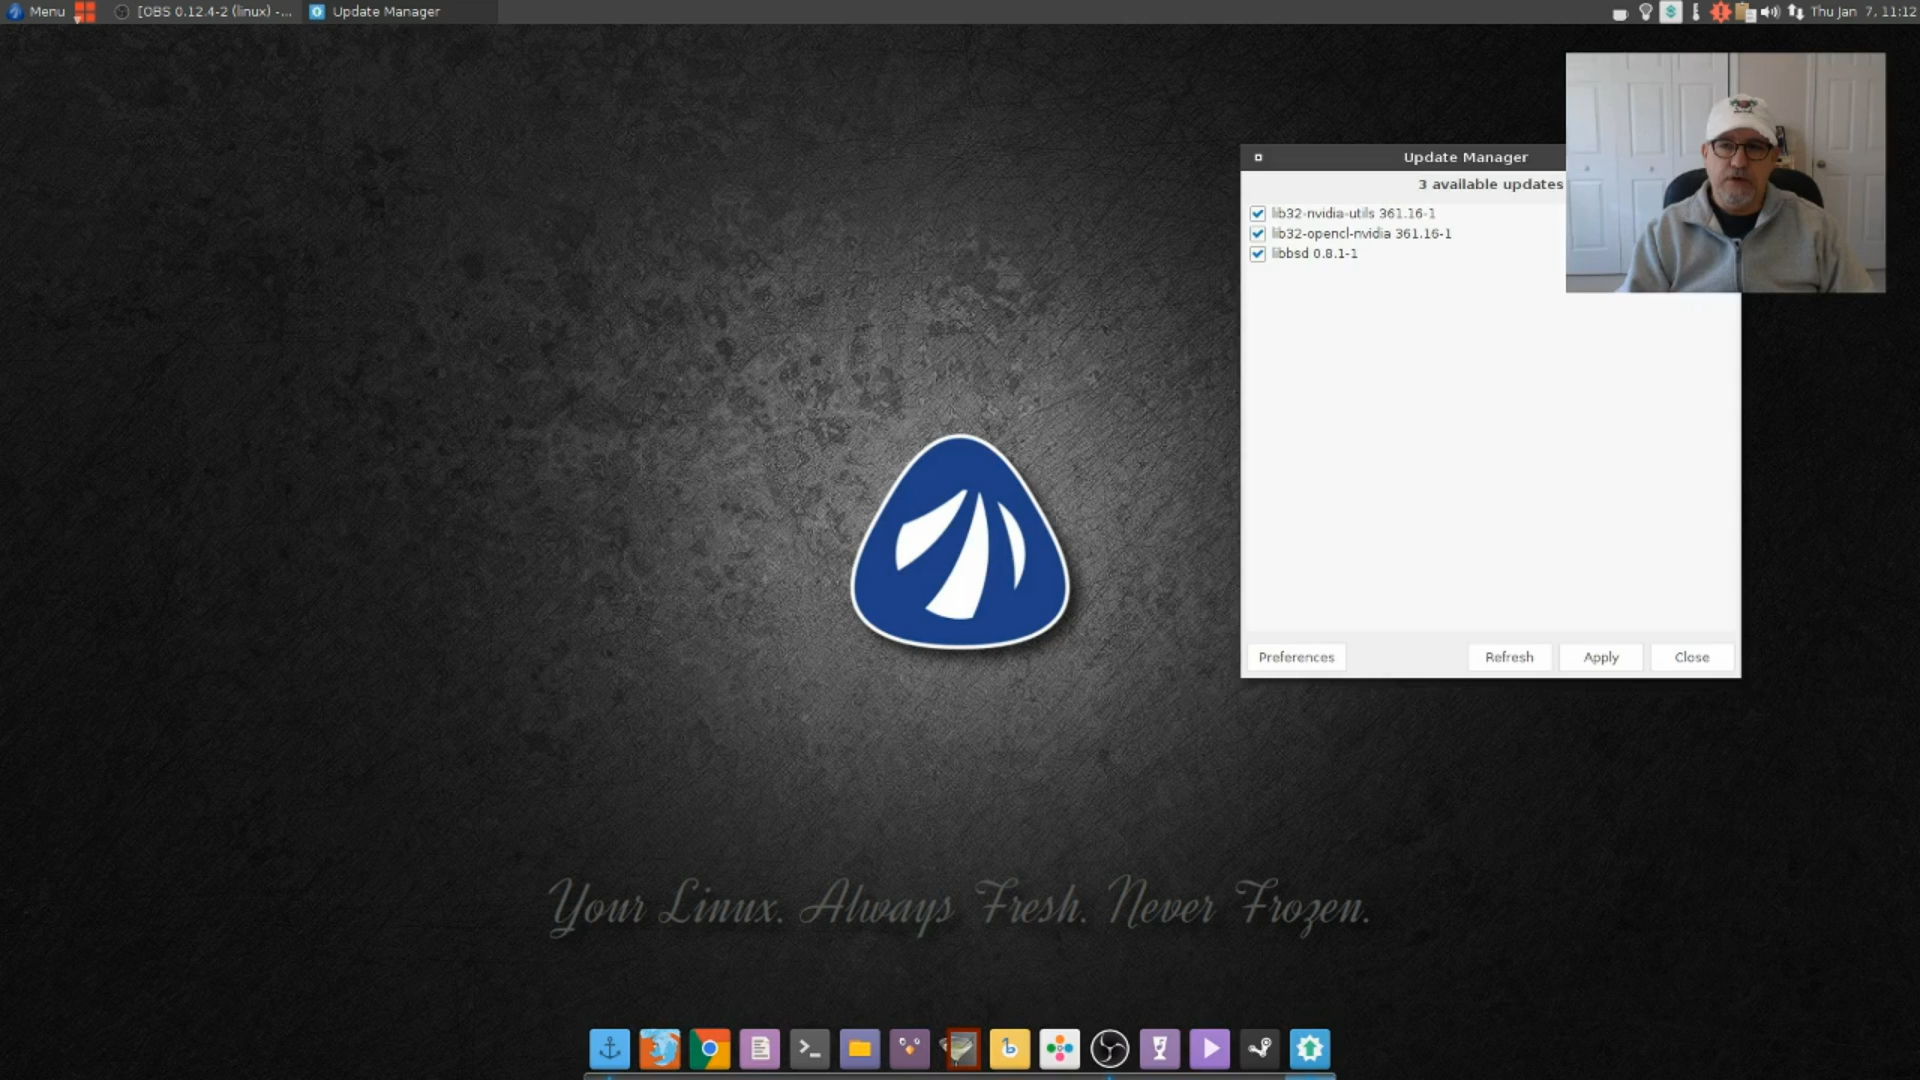 Menu
[OBS 0.12.4-2 (linux) -...
Update Manager
Thu Jan 7, 11:12
Update Manager
3 available updates
lib32-nvidia-utils 361.16-1
lib32-opencl-nvidia 361.16-1
libbsd 0.8.1-1
Preferences
Refresh
Apply
Close
Your Linux. Always Fresh. Never Frozen.